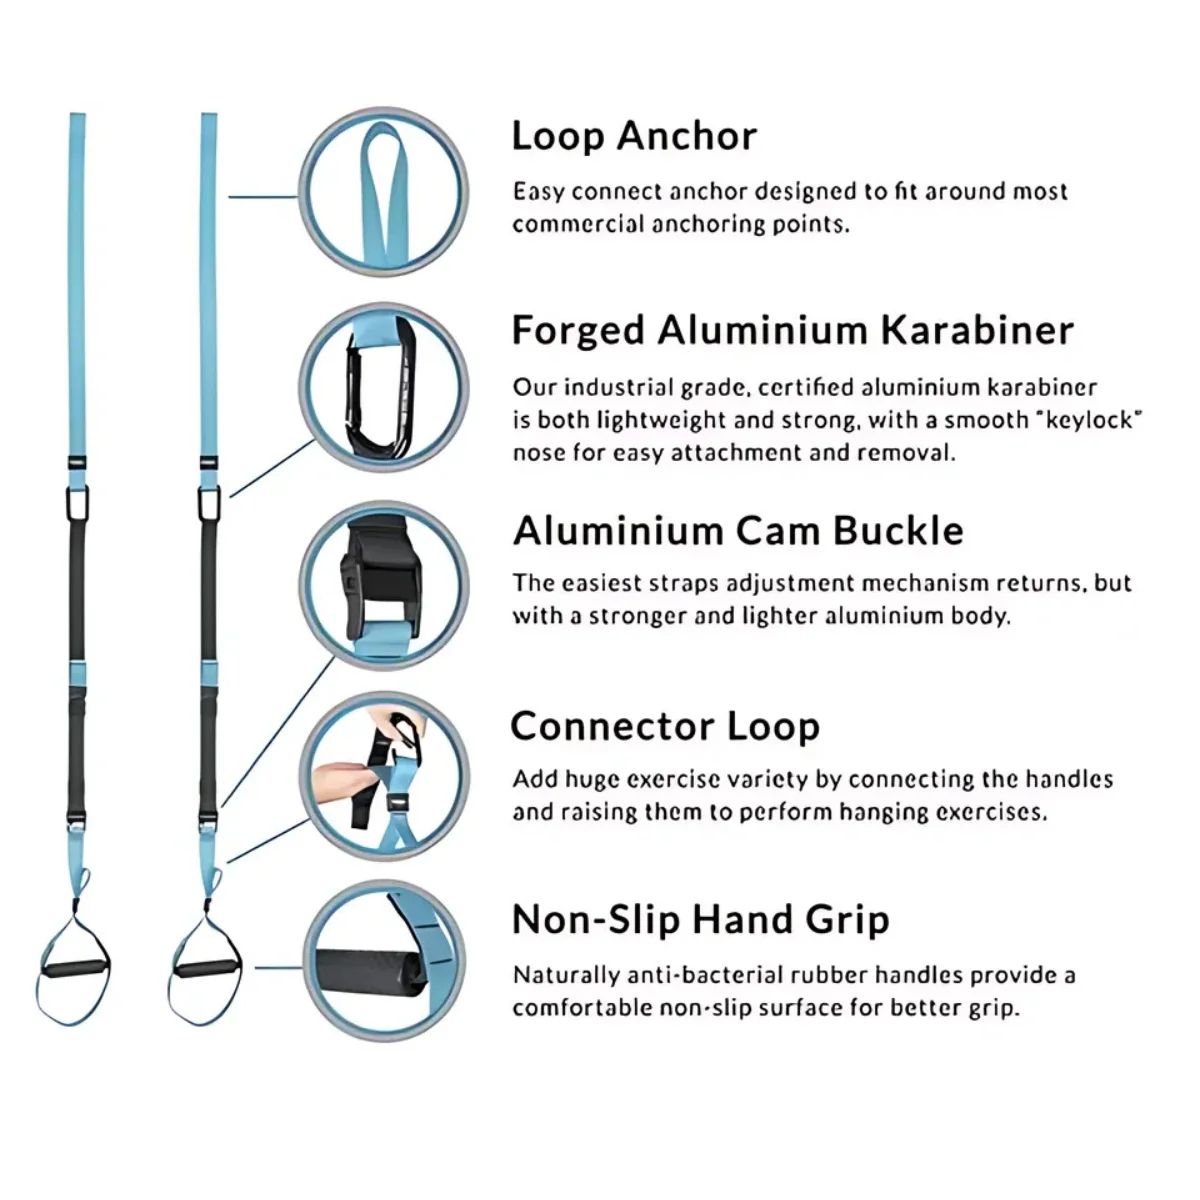 Loop Anchor
Easy connect anchor designed to fit around most
commercial anchoring points.
Forged Aluminium Karabiner
Our industrial grade, certified aluminium karabiner
is both lightweight and strong, with a smooth "keylock"
nose for easy attachment and removal.
Aluminium Cam Buckle
The easiest straps adjustment mechanism returns, but
with a stronger and lighter aluminium body.
Connector Loop
Add huge exercise variety by connecting the handles
and raising them to perform hanging exercises.
Non-Slip Hand Grip
Naturally anti-bacterial rubber handles provide a
comfortable non-slip surface for better grip.